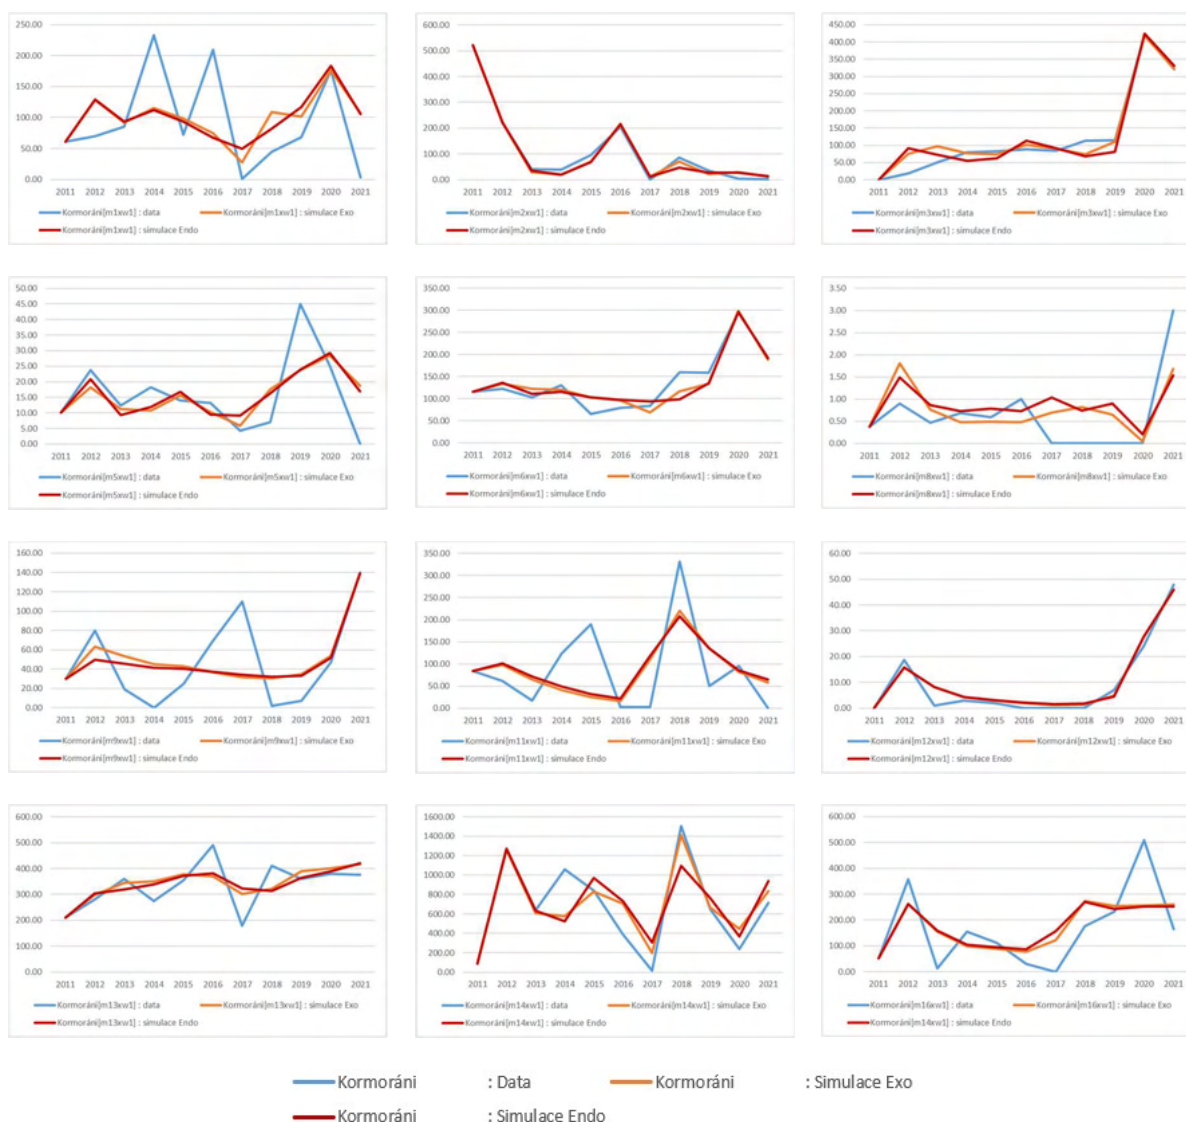 250.00
200.00
150.00
100.00
50.00
0.00
2011 2012 2013 2014 2015 2016 2017 2018 2019 2020 2021
Kormoráni[m1xw1] : data Kormoráni[m1xw1] : simulace Exo
Kormoráni[m1xw1] : simulace Endo
600.00
500.00
400.00
300.00
200.00
100.00
0.00
2011 2012 2013 2014 2015 2016 2017 2018 2019 2020 2021
Kormoráni[m2xw1] : data Kormoráni[m2xw1] : simulace Exo
Kormoráni[m2xw1] : simulace Endo
450.00
400.00
350.00
300.00
250.00
200.00
150.00
100.00
50.00
0.00
2011 2012 2013 2014 2015 2016 2017 2018 2019 2020 2021
Kormoráni[m3xw1] : data Kormoráni[m3xw1] : simulace Exo
Kormoráni[m3xw1] : simulace Endo
50.00
45.00
40.00
35.00
30.00
25.00
20.00
15.00
10.00
5.00
0.00
2011 2012 2013 2014 2015 2016 2017 2018 2019 2020 2021
Kormoráni[m5xw1] : data Kormoráni[m5xw1] : simulace Exo
Kormoráni[m5xw1] : simulace Endo
350.00
300.00
250.00
200.00
150.00
100.00
50.00
0.00
2011 2012 2013 2014 2015 2016 2017 2018 2019 2020 2021
Kormoráni[m6xw1] : data Kormoráni[m6xw1] : simulace Exo
Kormoráni[m6xw1] : simulace Endo
3.50
3.00
2.50
2.00
1.50
1.00
0.50
0.00
2011 2012 2013 2014 2015 2016 2017 2018 2019 2020 2021
Kormoráni[m8xw1] : data Kormoráni[m8xw1] : simulace Exo
Kormoráni[m8xw1] : simulace Endo
160.00
140.00
120.00
100.00
80.00
60.00
40.00
20.00
0.00
2011 2012 2013 2014 2015 2016 2017 2018 2019 2020 2021
Kormoráni[m9xw1] : data Kormoráni[m9xw1] : simulace Exo
Kormoráni[m9xw1] : simulace Endo
350.00
300.00
250.00
200.00
150.00
100.00
50.00
0.00
2011 2012 2013 2014 2015 2016 2017 2018 2019 2020 2021
Kormoráni[m11xw1] : data Kormoráni[m11xw1] : simulace Exo
Kormoráni[m11xw1] : simulace Endo
60.00
50.00
40.00
30.00
20.00
10.00
0.00
2011 2012 2013 2014 2015 2016 2017 2018 2019 2020 2021
Kormoráni[m12xw1] : data Kormoráni[m12xw1] : simulace Exo
Kormoráni[m12xw1] : simulace Endo
600.00
500.00
400.00
300.00
200.00
100.00
0.00
2011 2012 2013 2014 2015 2016 2017 2018 2019 2020 2021
Kormoráni[m13xw1] : data Kormoráni[m13xw1] : simulace Exo
Kormoráni[m13xw1] : simulace Endo
1600.00
1400.00
1200.00
1000.00
800.00
600.00
400.00
200.00
0.00
2011 2012 2013 2014 2015 2016 2017 2018 2019 2020 2021
Kormoráni[m14xw1] : data Kormoráni[m14xw1] : simulace Exo
Kormoráni[m14xw1] : simulace Endo
600.00
500.00
400.00
300.00
200.00
100.00
0.00
2011 2012 2013 2014 2015 2016 2017 2018 2019 2020 2021
Kormoráni[m16xw1] : data Kormoráni[m16xw1] : simulace Exo
Kormoráni[m14xw1] : simulace Endo
Kormoráni : Data Kormoráni : Simulace Exo
Kormoráni : Simulace Endo